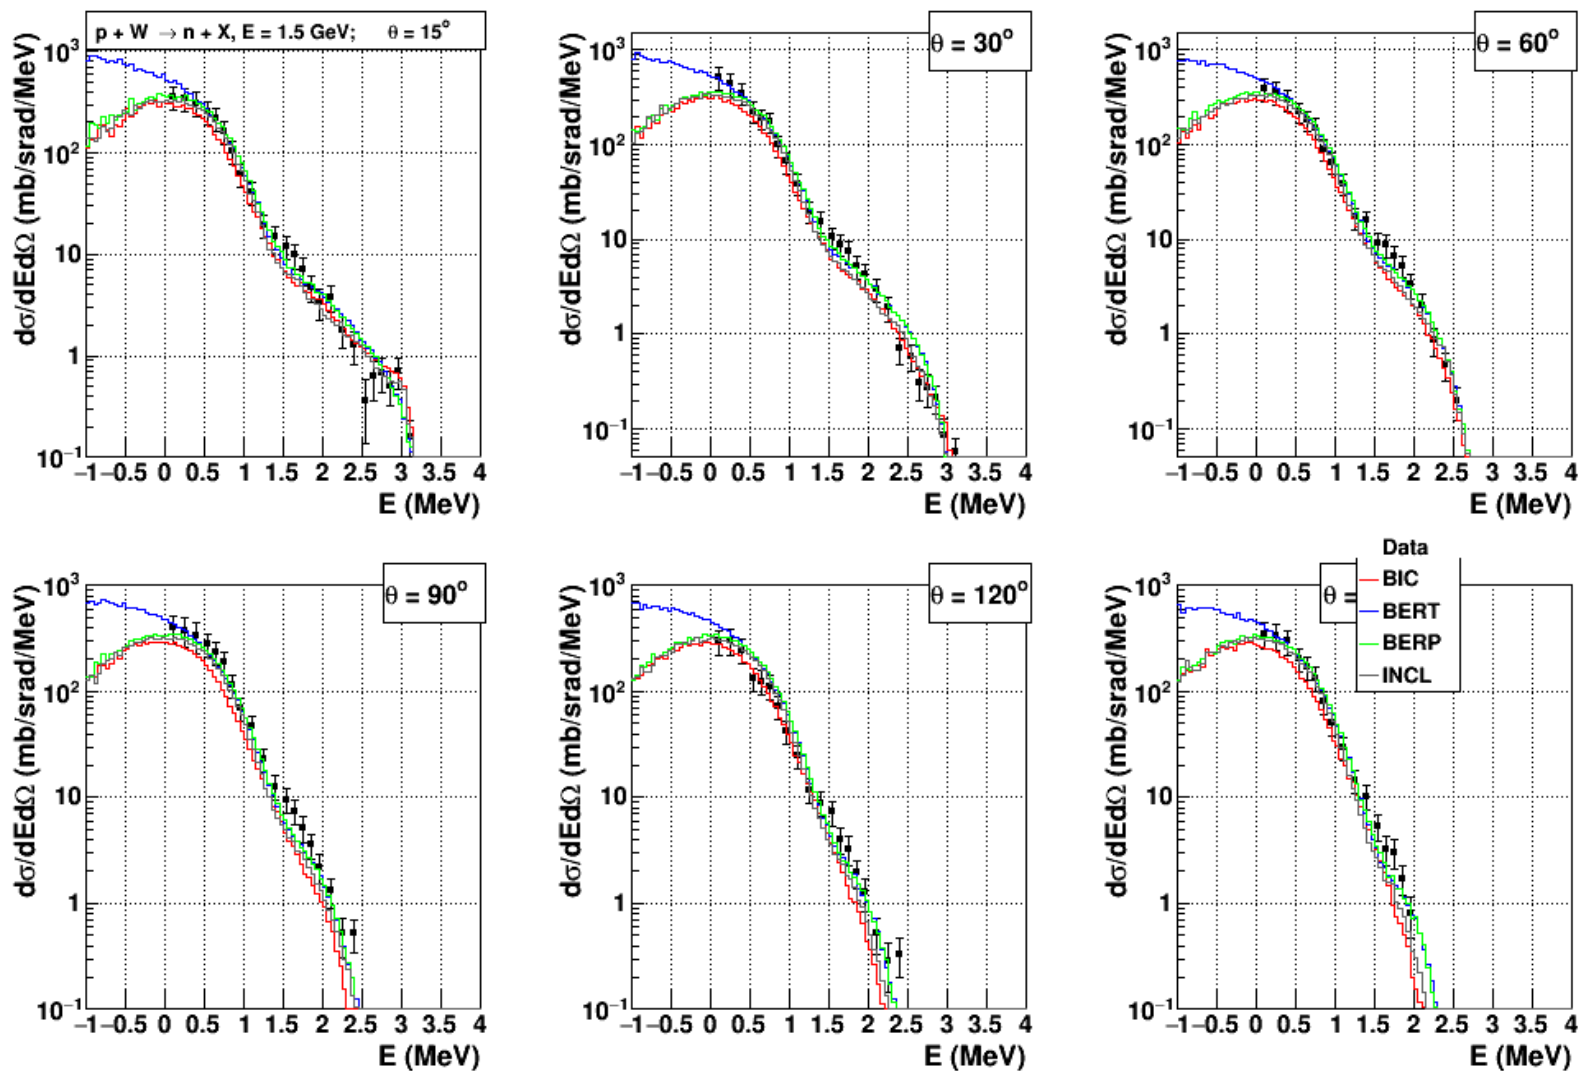 p + W → n + X, E = 1.5 GeV; θ = 15°
dσ/dEdΩ (mb/srad/MeV)
10³
10²
10
1
10⁻¹
−1 −0.5 0 0.5 1 1.5 2 2.5 3 3.5 4
E (MeV)
θ = 30°
dσ/dEdΩ (mb/srad/MeV)
10³
10²
10
1
10⁻¹
−1 −0.5 0 0.5 1 1.5 2 2.5 3 3.5 4
E (MeV)
θ = 60°
dσ/dEdΩ (mb/srad/MeV)
10³
10²
10
1
10⁻¹
−1 −0.5 0 0.5 1 1.5 2 2.5 3 3.5 4
E (MeV)
θ = 90°
dσ/dEdΩ (mb/srad/MeV)
10³
10²
10
1
10⁻¹
−1 −0.5 0 0.5 1 1.5 2 2.5 3 3.5 4
E (MeV)
θ = 120°
dσ/dEdΩ (mb/srad/MeV)
10³
10²
10
1
10⁻¹
−1 −0.5 0 0.5 1 1.5 2 2.5 3 3.5 4
E (MeV)
θ =
Data
BIC
BERT
BERP
INCL
dσ/dEdΩ (mb/srad/MeV)
10³
10²
10
1
10⁻¹
−1 −0.5 0 0.5 1 1.5 2 2.5 3 3.5 4
E (MeV)